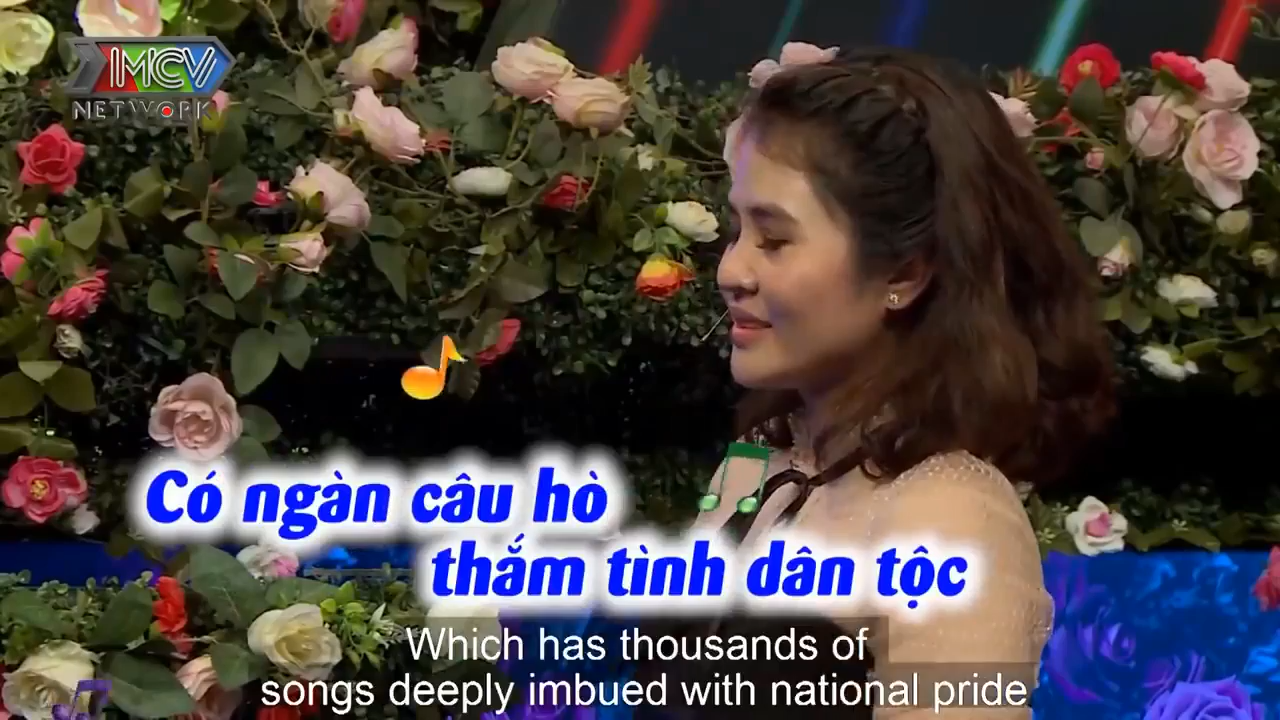 MCV
NETWORK
Có ngàn câu hò
thắm tình dân tộc
Which has thousands of
songs deeply imbued with national pride